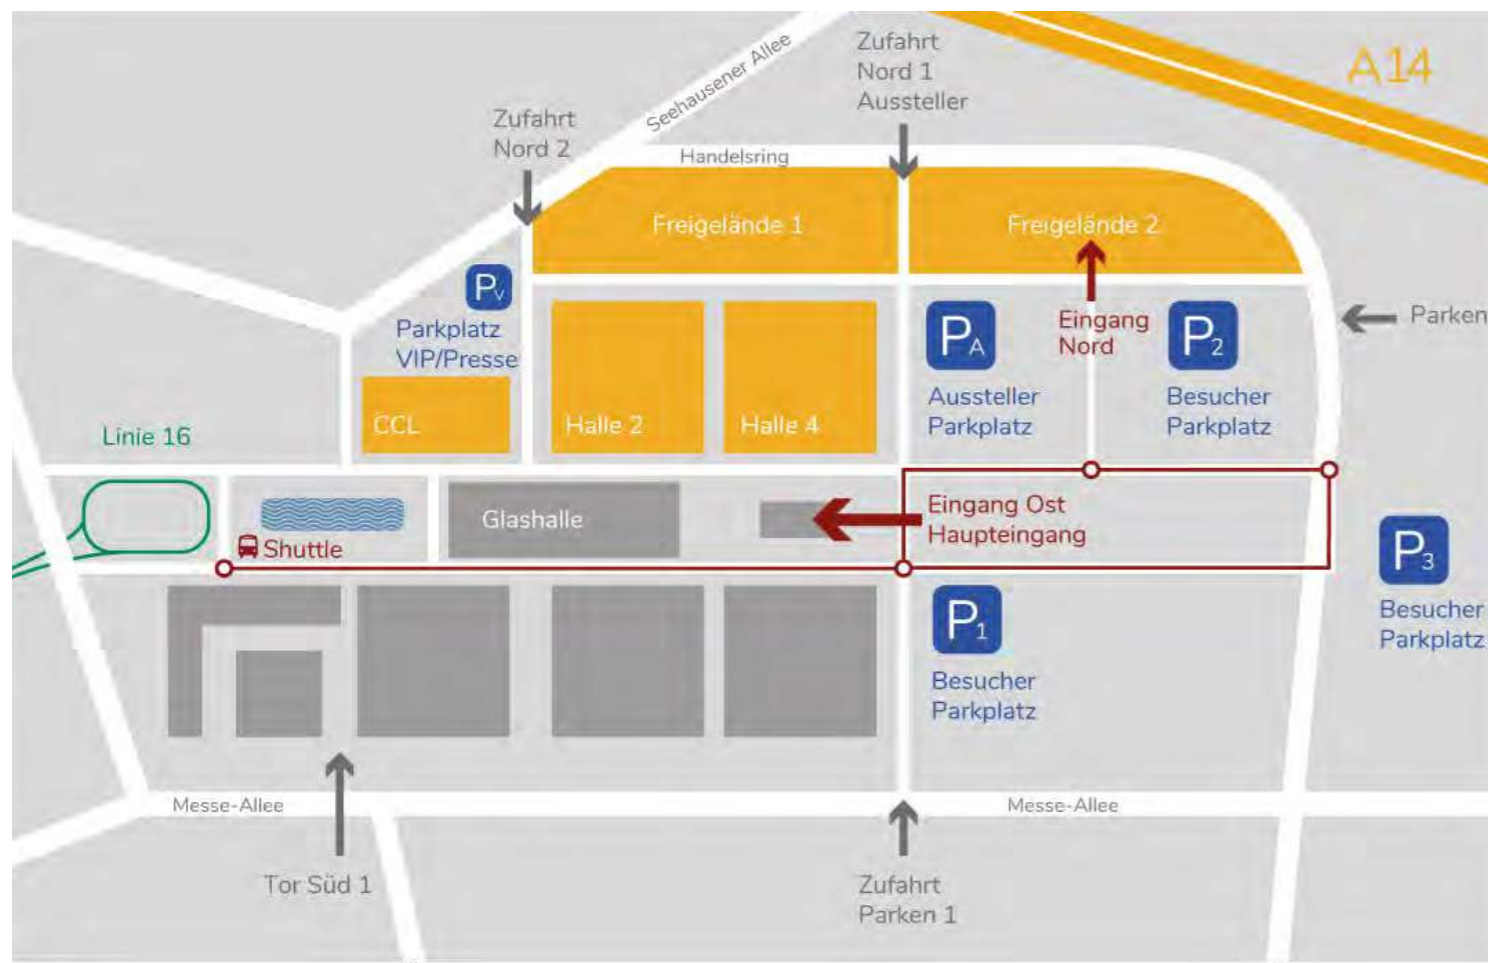 Zufahrt
Nord 1
Aussteller
A14
Seehausener Allee
Zufahrt
Nord 2
Handelsring
Freigelände 1
Freigelände 2
PV
Parkplatz
VIP/Presse
PA
Aussteller
Parkplatz
Eingang
Nord
P2
Besucher
Parkplatz
Parken
CCL
Halle 2
Halle 4
Linie 16
Glashalle
Shuttle
Eingang Ost
Haupteingang
P3
Besucher
Parkplatz
P1
Besucher
Parkplatz
Messe-Allee
Messe-Allee
Tor Süd 1
Zufahrt
Parken 1